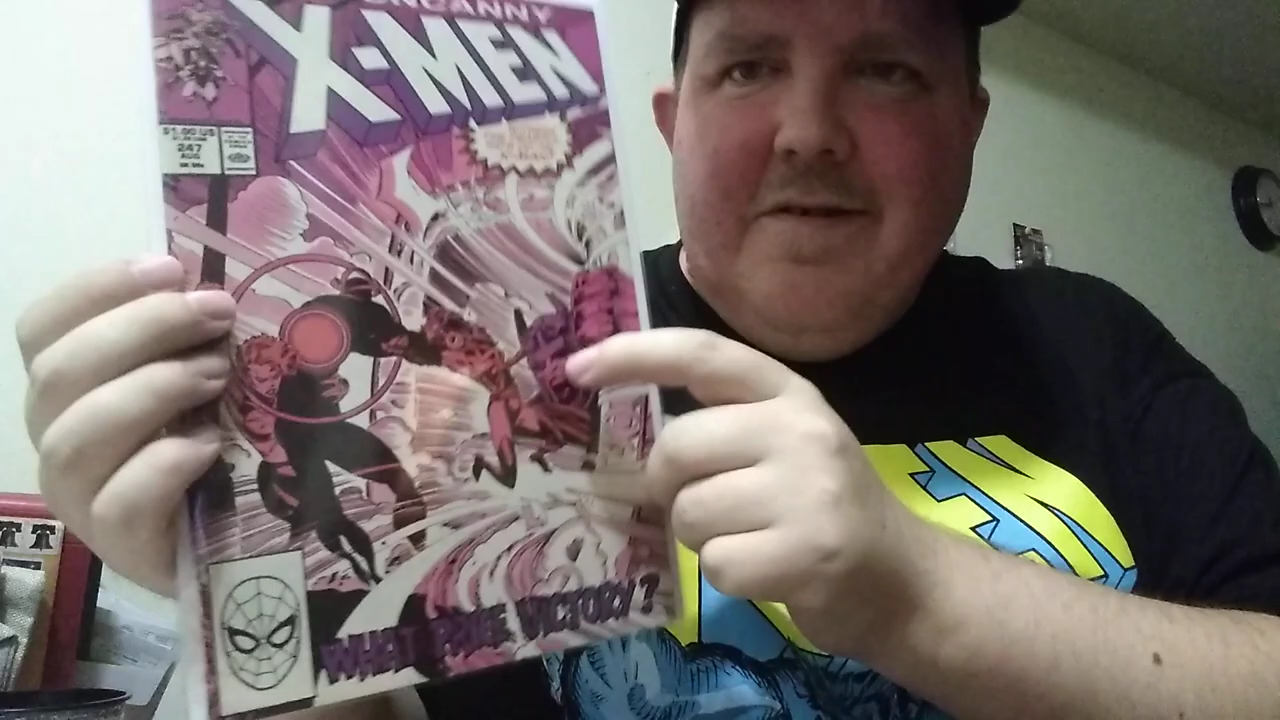 UNCANNY
X-MEN
$1.00 US
247
AUG
WHAT PRICE VICTORY?